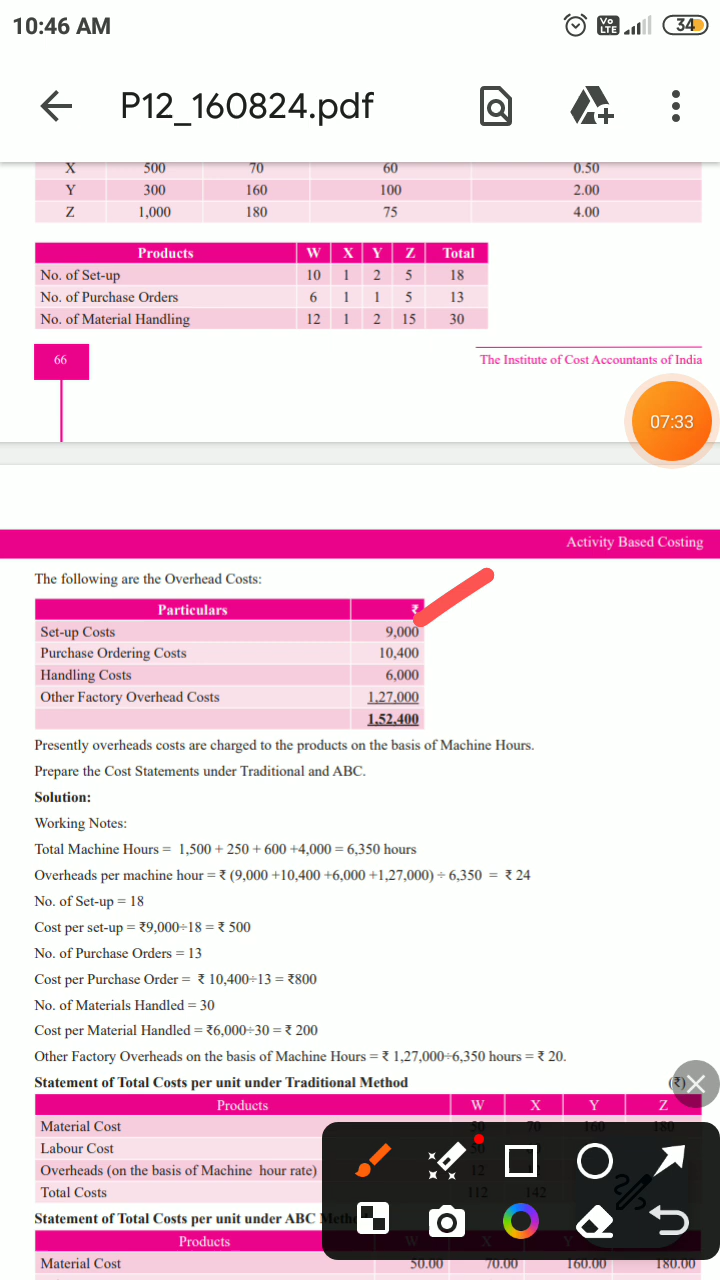 10:46 AM
Vo
LTE
34
P12_160824.pdf
X 500 70 60 0.50
Y 300 160 100 2.00
Z 1,000 180 75 4.00
Products W X Y Z Total
No. of Set-up 10 1 2 5 18
No. of Purchase Orders 6 1 1 5 13
No. of Material Handling 12 1 2 15 30
66
The Institute of Cost Accountants of India
07:33
Activity Based Costing
The following are the Overhead Costs:
Particulars ₹
Set-up Costs 9,000
Purchase Ordering Costs 10,400
Handling Costs 6,000
Other Factory Overhead Costs 1,27,000
1,52,400
Presently overheads costs are charged to the products on the basis of Machine Hours.
Prepare the Cost Statements under Traditional and ABC.
Solution:
Working Notes:
Total Machine Hours = 1,500 + 250 + 600 +4,000 = 6,350 hours
Overheads per machine hour = ₹ (9,000 +10,400 +6,000 +1,27,000) ÷ 6,350 = ₹ 24
No. of Set-up = 18
Cost per set-up = ₹9,000÷18 = ₹ 500
No. of Purchase Orders = 13
Cost per Purchase Order = ₹ 10,400÷13 = ₹800
No. of Materials Handled = 30
Cost per Material Handled = ₹6,000÷30 = ₹ 200
Other Factory Overheads on the basis of Machine Hours = ₹ 1,27,000÷6,350 hours = ₹ 20.
Statement of Total Costs per unit under Traditional Method (₹)
Products W X Y Z
Material Cost 50 70 160 180
Labour Cost 50
Overheads (on the basis of Machine hour rate) 12
Total Costs 112 142
Statement of Total Costs per unit under ABC Method
Products W X Y
Material Cost 50.00 70.00 160.00 180.00